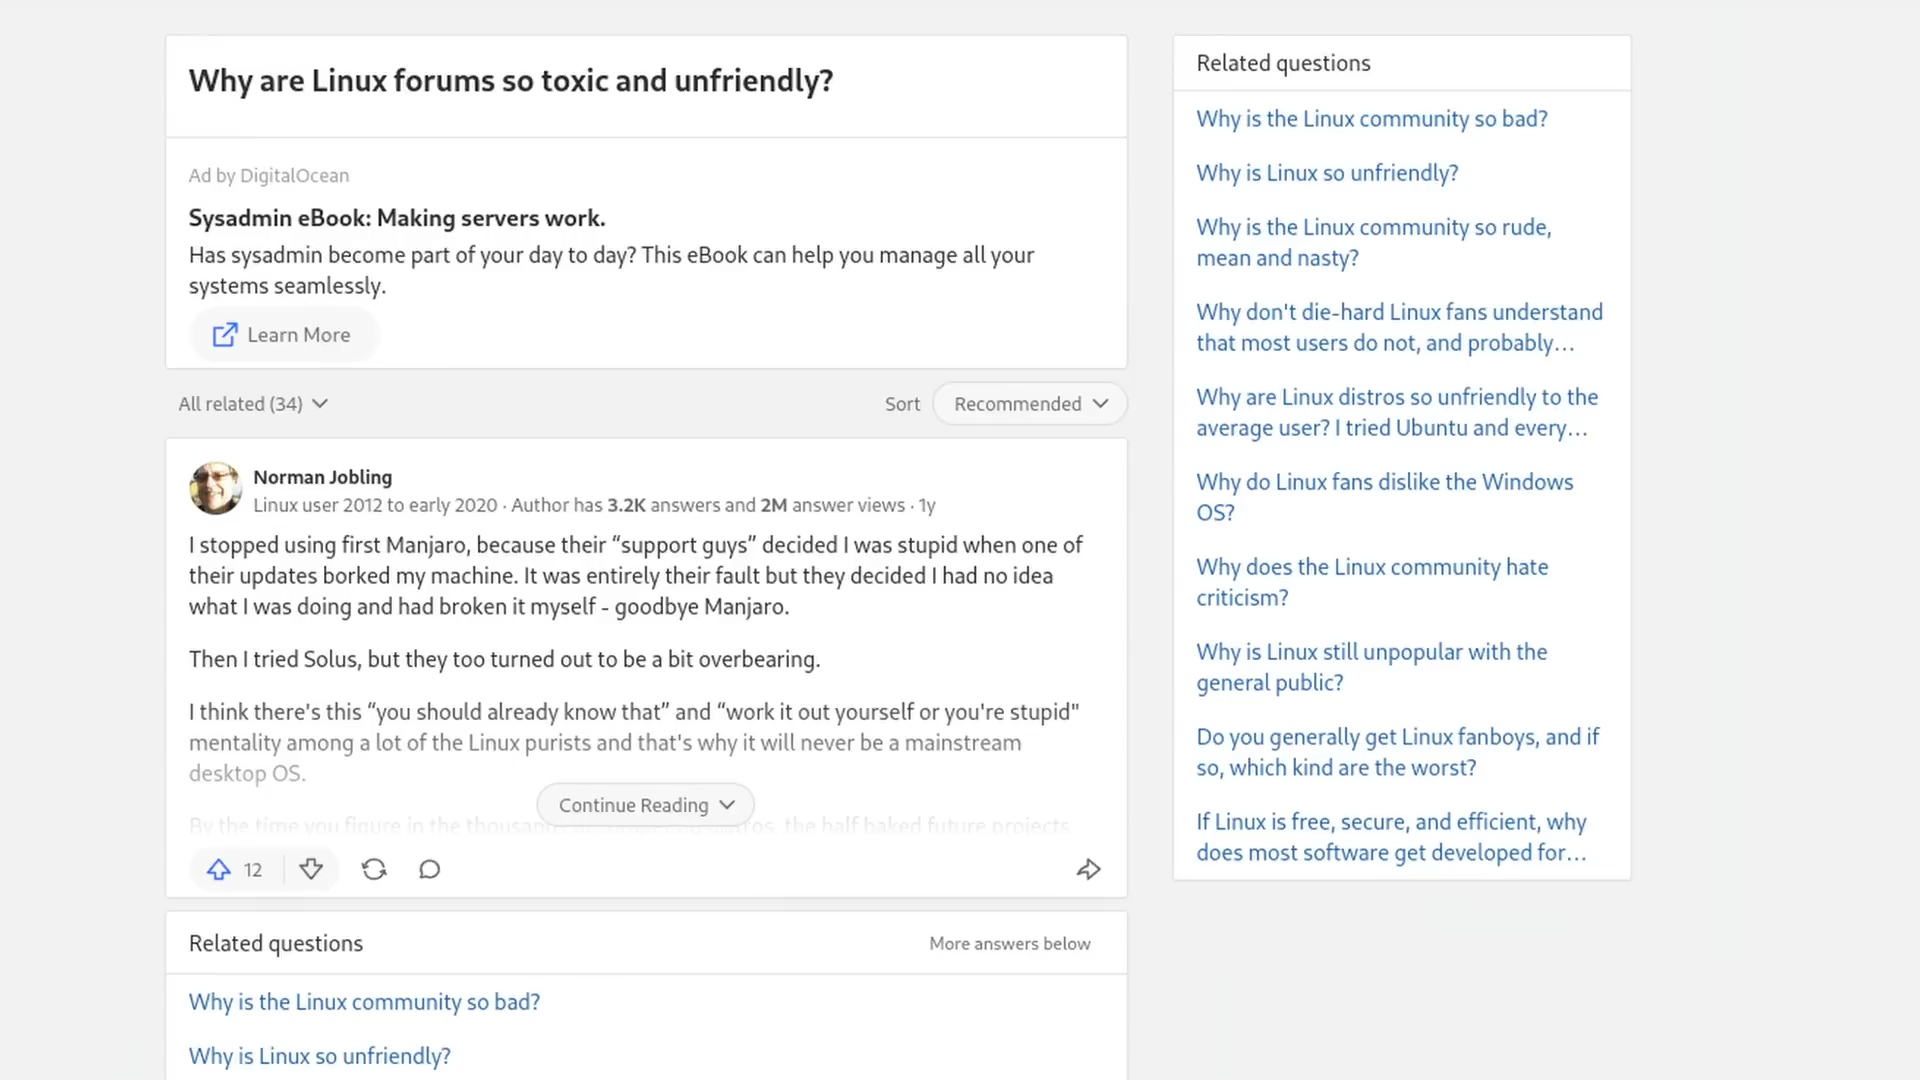 Why are Linux forums so toxic and unfriendly?
Ad by DigitalOcean
Sysadmin eBook: Making servers work.
Has sysadmin become part of your day to day? This eBook can help you manage all your
systems seamlessly.
Learn More
All related (34)
Sort
Recommended
Norman Jobling
Linux user 2012 to early 2020 · Author has 3.2K answers and 2M answer views · 1y
I stopped using first Manjaro, because their “support guys” decided I was stupid when one of
their updates borked my machine. It was entirely their fault but they decided I had no idea
what I was doing and had broken it myself - goodbye Manjaro.
Then I tried Solus, but they too turned out to be a bit overbearing.
I think there's this “you should already know that” and “work it out yourself or you're stupid"
mentality among a lot of the Linux purists and that's why it will never be a mainstream
desktop OS.
Continue Reading
By the time you figure in the distros, the half baked future projects
12
Related questions
More answers below
Why is the Linux community so bad?
Why is Linux so unfriendly?
Related questions
Why is the Linux community so bad?
Why is Linux so unfriendly?
Why is the Linux community so rude,
mean and nasty?
Why don't die-hard Linux fans understand
that most users do not, and probably…
Why are Linux distros so unfriendly to the
average user? I tried Ubuntu and every…
Why do Linux fans dislike the Windows
OS?
Why does the Linux community hate
criticism?
Why is Linux still unpopular with the
general public?
Do you generally get Linux fanboys, and if
so, which kind are the worst?
If Linux is free, secure, and efficient, why
does most software get developed for…